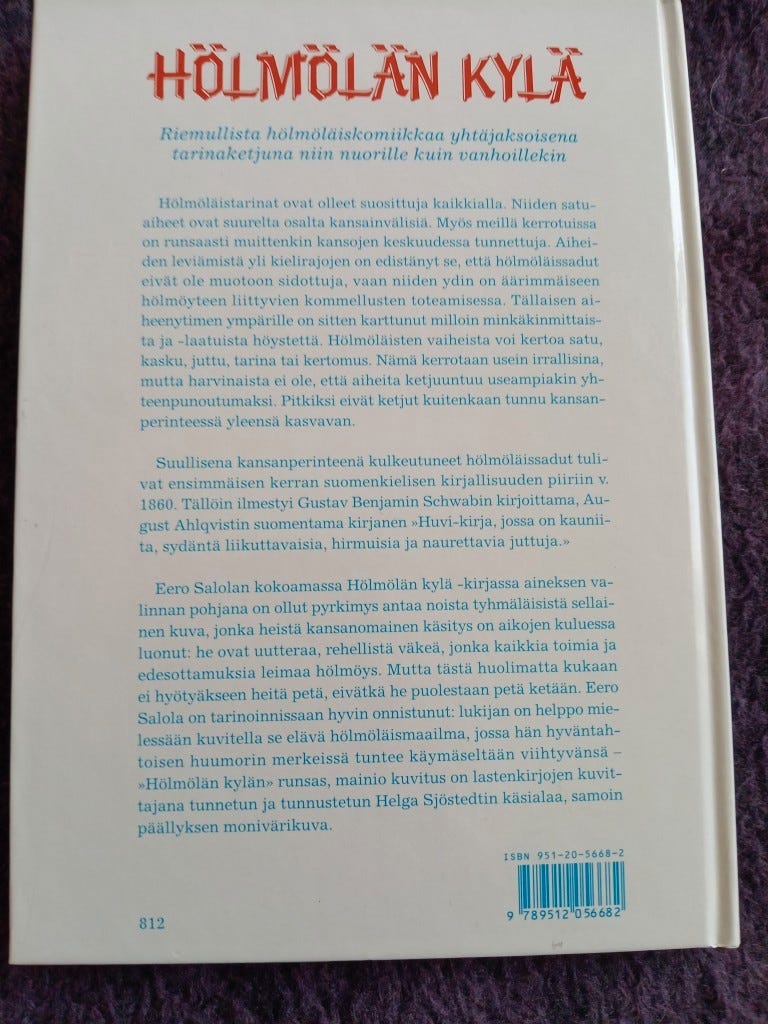 HÖLMÖLÄN KYLÄ
Riemullista hölmöläiskomiikkaa yhtäjaksoisena
tarinaketjuna niin nuorille kuin vanhoillekin
Hölmöläistarinat ovat olleet suosittuja kaikkialla. Niiden satu-
aiheet ovat suurelta osalta kansainvälisiä. Myös meillä kerrotuissa
on runsaasti muittenkin kansojen keskuudessa tunnettuja. Aihei-
den leviämistä yli kielirajojen on edistänyt se, että hölmöläissadut
eivät ole muotoon sidottuja, vaan niiden ydin on äärimmäiseen
hölmöyteen liittyvien kommellusten toteamisessa. Tällaisen ai-
heenytimen ympärille on sitten karttunut milloin minkäkinmittais-
ta ja -laatuista höystettä. Hölmöläisten vaiheista voi kertoa satu,
kasku, juttu, tarina tai kertomus. Nämä kerrotaan usein irrallisina,
mutta harvinaista ei ole, että aiheita ketjuuntuu useampiakin yh-
teenpunoutumaksi. Pitkiksi eivät ketjut kuitenkaan tunnu kansan-
perinteessä yleensä kasvavan.
Suullisena kansanperinteenä kulkeutuneet hölmöläissadut tuli-
vat ensimmäisen kerran suomenkielisen kirjallisuuden piiriin v.
1860. Tällöin ilmestyi Gustav Benjamin Schwabin kirjoittama, Au-
gust Ahlqvistin suomentama kirjanen »Huvi-kirja, jossa on kaunii-
ta, sydäntä liikuttavaisia, hirmuisia ja naurettavia juttuja.»
Eero Salolan kokoamassa Hölmölän kylä -kirjassa aineksen va-
linnan pohjana on ollut pyrkimys antaa noista tyhmäläisistä sellai-
nen kuva, jonka heistä kansanomainen käsitys on aikojen kuluessa
luonut: he ovat uutteraa, rehellistä väkeä, jonka kaikkia toimia ja
edesottamuksia leimaa hölmöys. Mutta tästä huolimatta kukaan
ei hyötyäkseen heitä petä, eivätkä he puolestaan petä ketään. Eero
Salola on tarinoinnissaan hyvin onnistunut: lukijan on helppo mie-
lessään kuvitella se elävä hölmöläismaailma, jossa hän hyväntah-
toisen huumorin merkeissä tuntee käymäseltään viihtyvänsä –
»Hölmölän kylän» runsas, mainio kuvitus on lastenkirjojen kuvit-
tajana tunnetun ja tunnustetun Helga Sjöstedtin käsialaa, samoin
päällyksen monivärikuva.
ISBN 951-20-5668-2
9 789512 056682
812